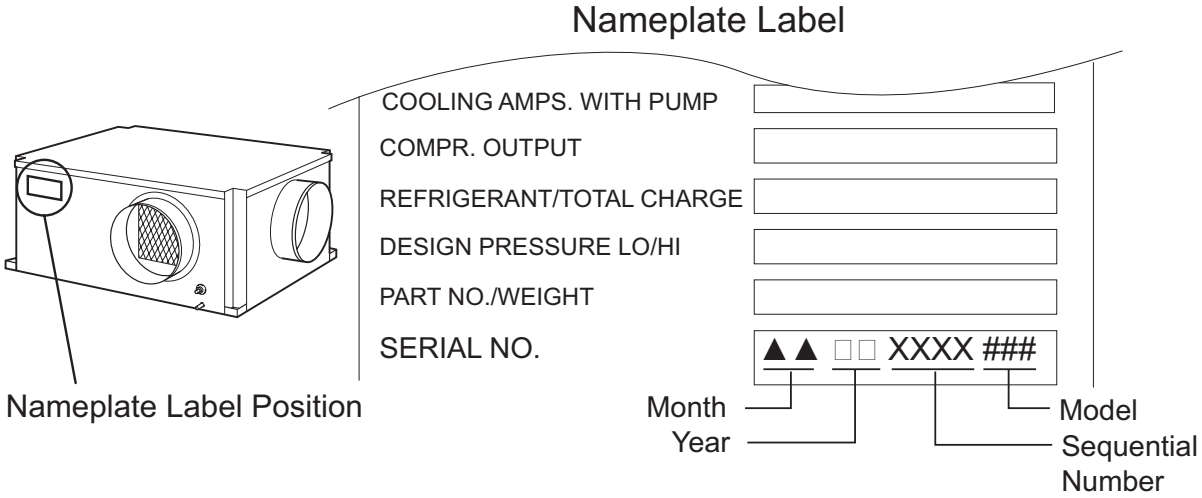 Nameplate Label
COOLING AMPS. WITH PUMP
COMPR. OUTPUT
REFRIGERANT/TOTAL CHARGE
DESIGN PRESSURE LO/HI
PART NO./WEIGHT
SERIAL NO. ▲▲ □□ XXXX ###
Nameplate Label Position
Month
Model
Year
Sequential
Number